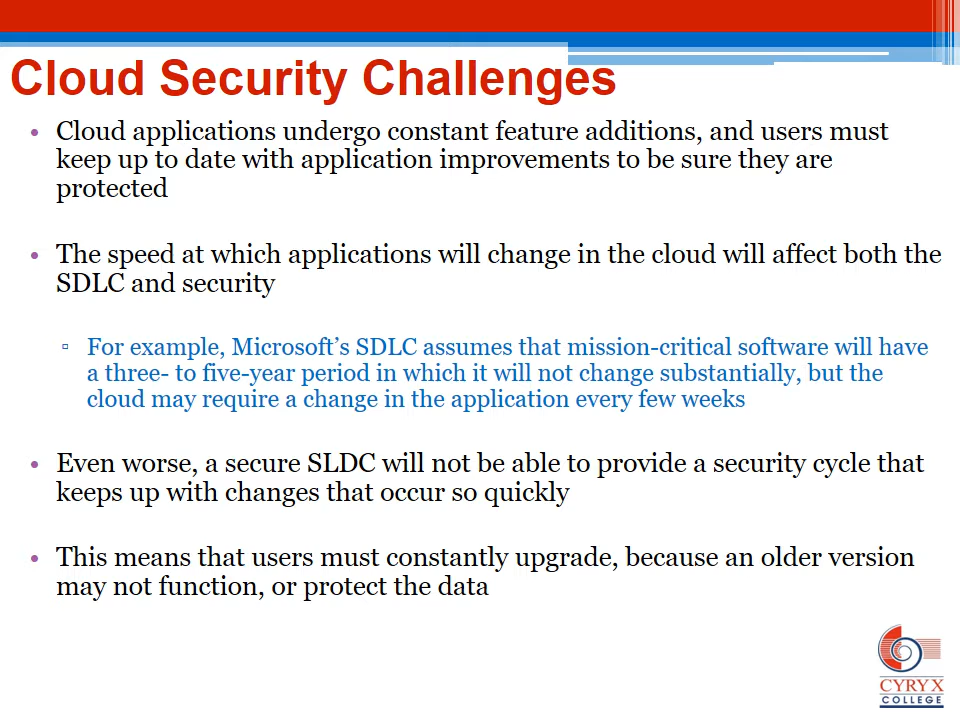 Cloud Security Challenges
• Cloud applications undergo constant feature additions, and users must
keep up to date with application improvements to be sure they are
protected
• The speed at which applications will change in the cloud will affect both the
SDLC and security
▫ For example, Microsoft’s SDLC assumes that mission-critical software will have
a three- to five-year period in which it will not change substantially, but the
cloud may require a change in the application every few weeks
• Even worse, a secure SLDC will not be able to provide a security cycle that
keeps up with changes that occur so quickly
• This means that users must constantly upgrade, because an older version
may not function, or protect the data
CYRYX
COLLEGE